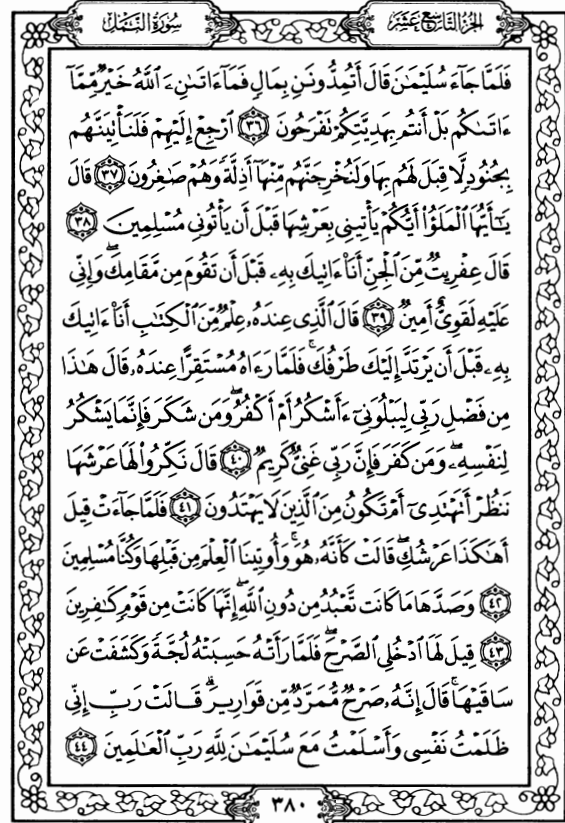 الجزء التاسع عشر
سورة النمل
فَلَمَّا جَآءَ سُلَيْمَٰنَ قَالَ أَتُمِدُّونَنِ بِمَالٍ فَمَآ ءَاتَىٰنِۦَ ٱللَّهُ خَيْرٌ مِّمَّآ
ءَاتَىٰكُم بَلْ أَنتُم بِهَدِيَّتِكُمْ تَفْرَحُونَ ٣٦ ٱرْجِعْ إِلَيْهِمْ فَلَنَأْتِيَنَّهُم
بِجُنُودٍ لَّا قِبَلَ لَهُم بِهَا وَلَنُخْرِجَنَّهُم مِّنْهَآ أَذِلَّةً وَهُمْ صَٰغِرُونَ ٣٧ قَالَ
يَٰٓأَيُّهَا ٱلْمَلَؤُا۟ أَيُّكُمْ يَأْتِينِى بِعَرْشِهَا قَبْلَ أَن يَأْتُونِى مُسْلِمِينَ ٣٨
قَالَ عِفْرِيتٌ مِّنَ ٱلْجِنِّ أَنَا۠ ءَاتِيكَ بِهِۦ قَبْلَ أَن تَقُومَ مِن مَّقَامِكَ ۖ وَإِنِّى
عَلَيْهِ لَقَوِىٌّ أَمِينٌ ٣٩ قَالَ ٱلَّذِى عِندَهُۥ عِلْمٌ مِّنَ ٱلْكِتَٰبِ أَنَا۠ ءَاتِيكَ
بِهِۦ قَبْلَ أَن يَرْتَدَّ إِلَيْكَ طَرْفُكَ ۚ فَلَمَّا رَءَاهُ مُسْتَقِرًّا عِندَهُۥ قَالَ هَٰذَا
مِن فَضْلِ رَبِّى لِيَبْلُوَنِىٓ ءَأَشْكُرُ أَمْ أَكْفُرُ ۖ وَمَن شَكَرَ فَإِنَّمَا يَشْكُرُ
لِنَفْسِهِۦ ۖ وَمَن كَفَرَ فَإِنَّ رَبِّى غَنِىٌّ كَرِيمٌ ٤٠ قَالَ نَكِّرُوا۟ لَهَا عَرْشَهَا
نَنظُرْ أَتَهْتَدِىٓ أَمْ تَكُونُ مِنَ ٱلَّذِينَ لَا يَهْتَدُونَ ٤١ فَلَمَّا جَآءَتْ قِيلَ
أَهَٰكَذَا عَرْشُكِ ۖ قَالَتْ كَأَنَّهُۥ هُوَ ۚ وَأُوتِينَا ٱلْعِلْمَ مِن قَبْلِهَا وَكُنَّا مُسْلِمِينَ
٤٢ وَصَدَّهَا مَا كَانَت تَّعْبُدُ مِن دُونِ ٱللَّهِ ۖ إِنَّهَا كَانَتْ مِن قَوْمٍ كَٰفِرِينَ
٤٣ قِيلَ لَهَا ٱدْخُلِى ٱلصَّرْحَ ۖ فَلَمَّا رَأَتْهُ حَسِبَتْهُ لُجَّةً وَكَشَفَتْ عَن
سَاقَيْهَا ۚ قَالَ إِنَّهُۥ صَرْحٌ مُّمَرَّدٌ مِّن قَوَارِيرَ ۗ قَالَتْ رَبِّ إِنِّى
ظَلَمْتُ نَفْسِى وَأَسْلَمْتُ مَعَ سُلَيْمَٰنَ لِلَّهِ رَبِّ ٱلْعَٰلَمِينَ ٤٤
٣٨٠